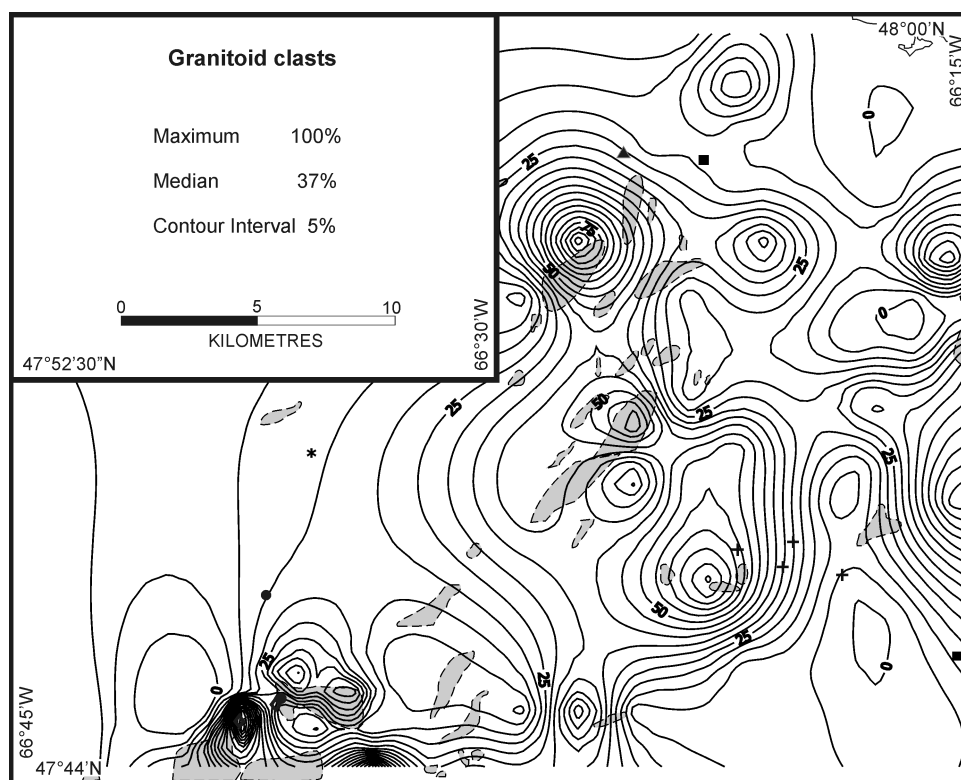 Granitoid clasts
Maximum 100%
Median 37%
Contour Interval 5%
0 5 10
KILOMETRES
47°52'30"N
66°30'W
48°00'N
66°15'W
0
25
75
50
25
0
25
50
25
25
50
25
25
0
25
0
66°45'W
47°44'N